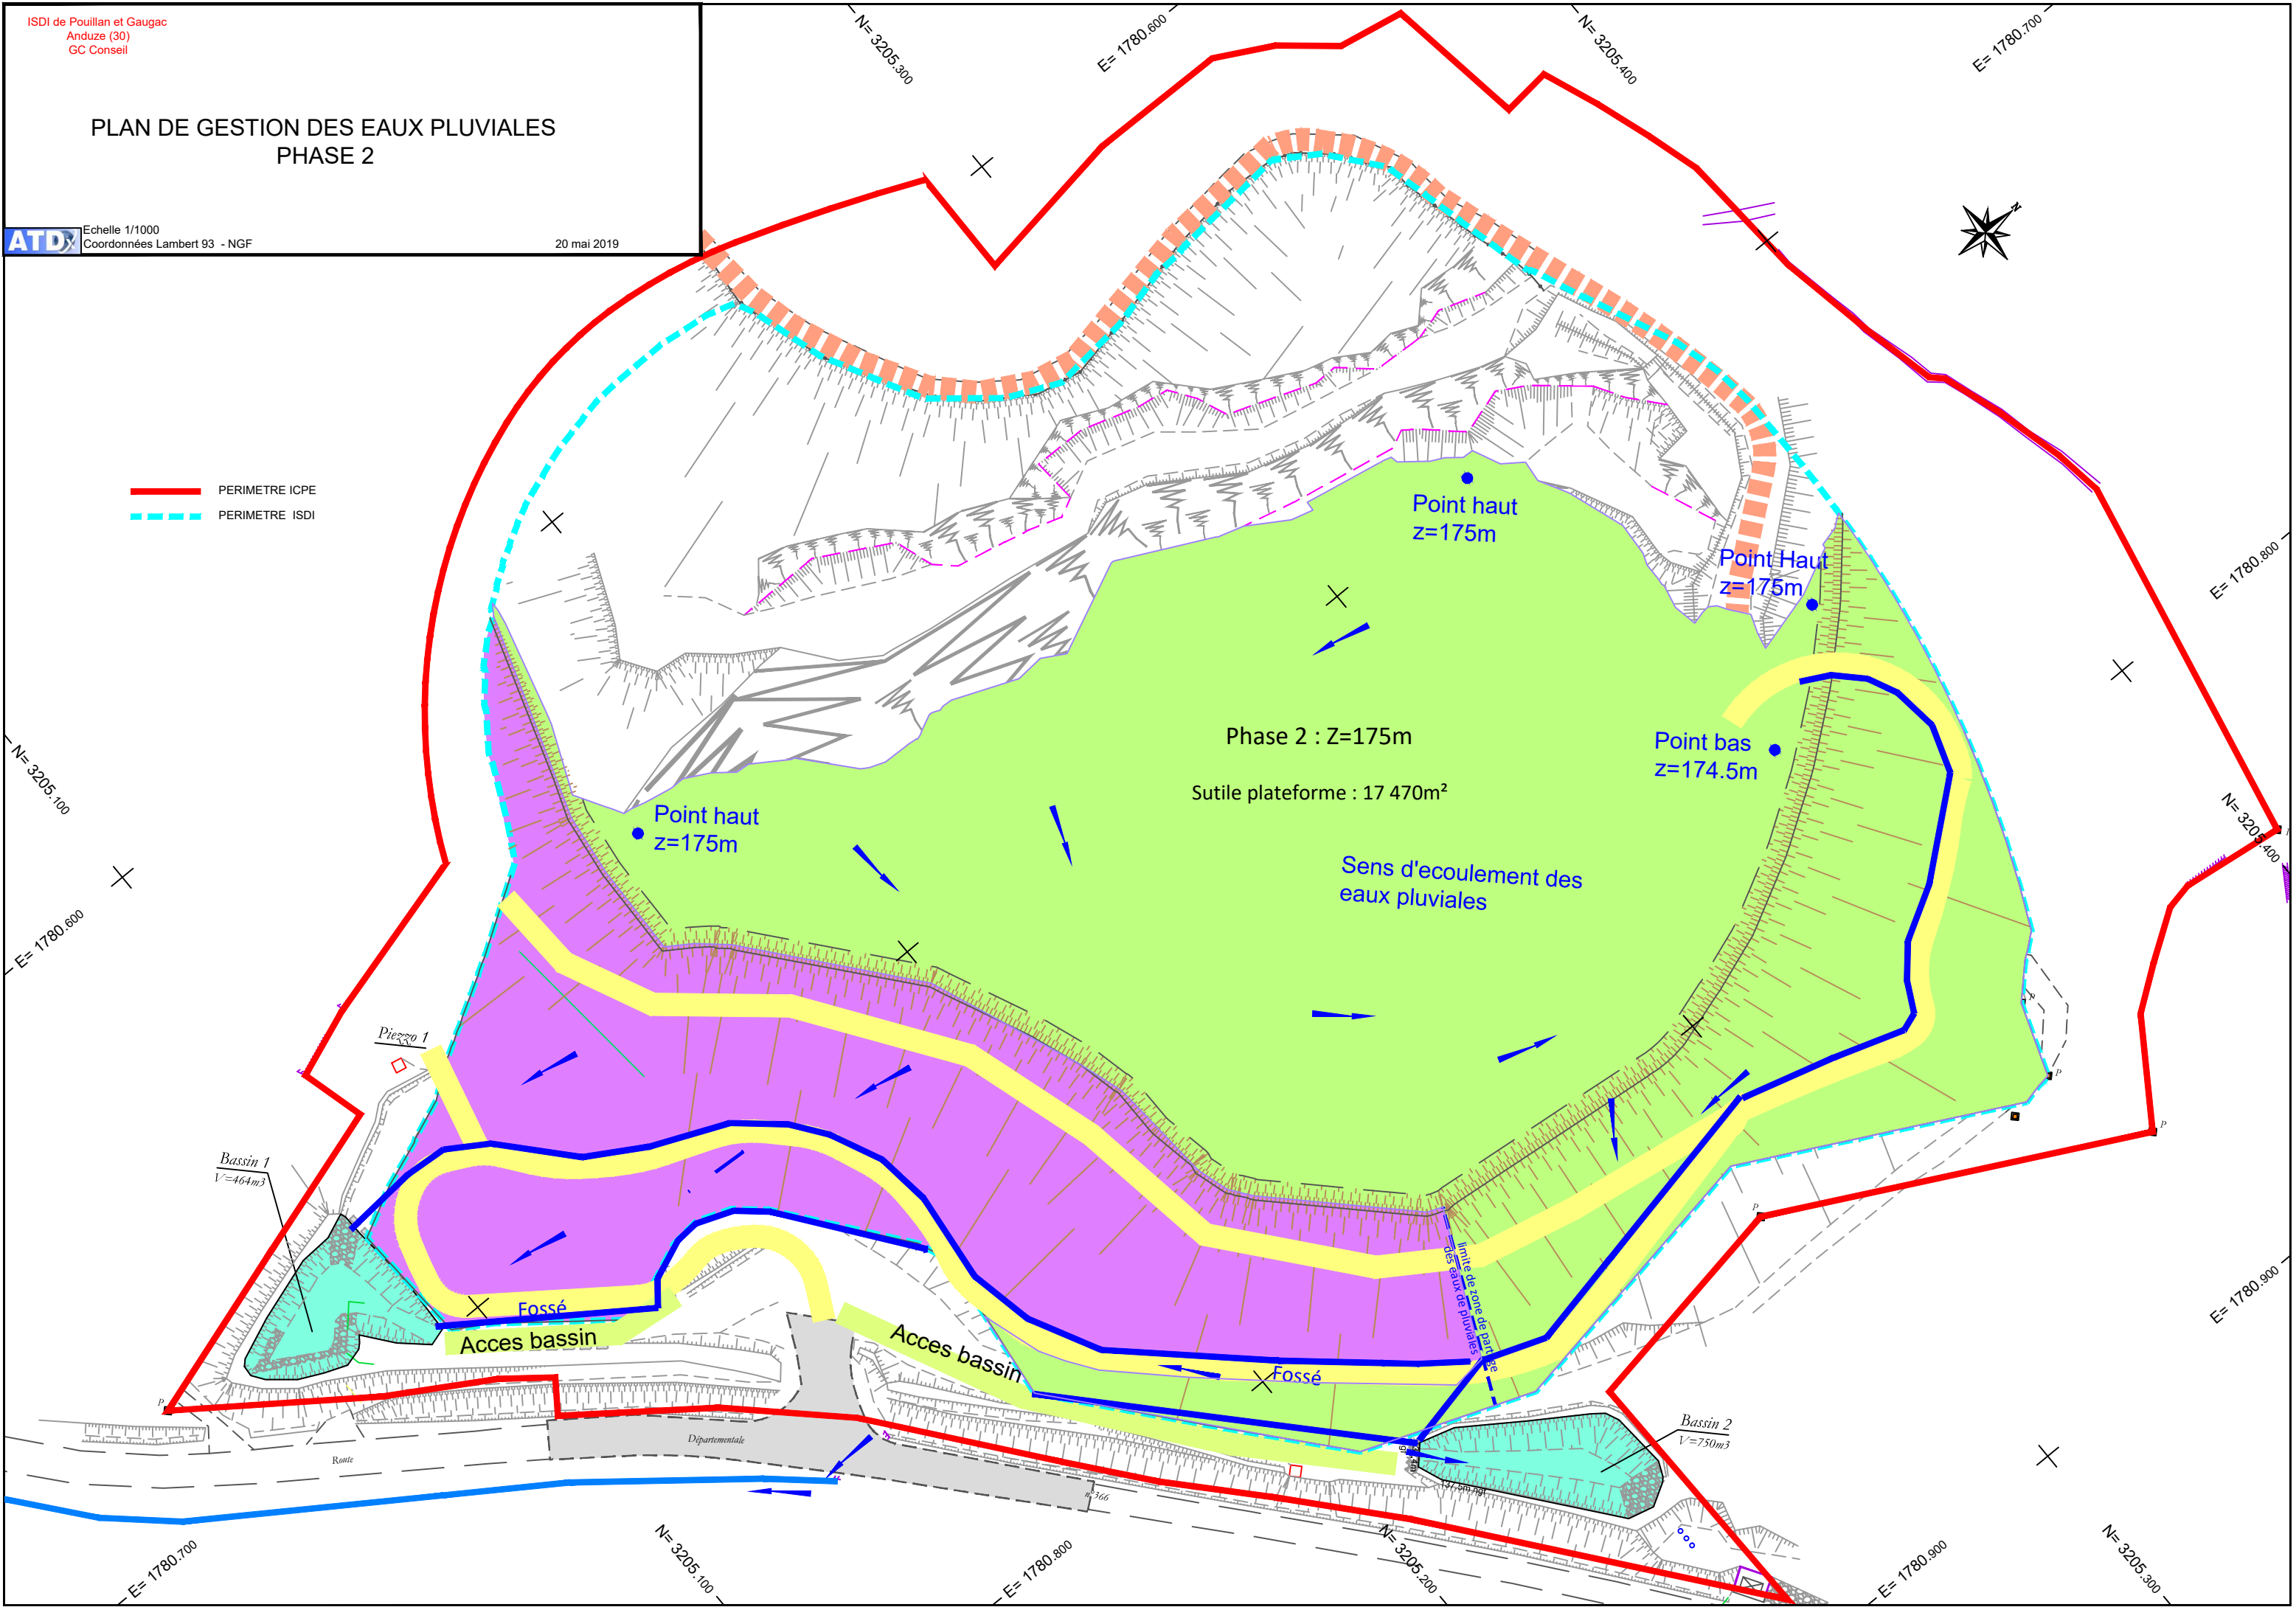 ISDI de Pouillan et Gaugac
Anduze (30)
GC Conseil
PLAN DE GESTION DES EAUX PLUVIALES
PHASE 2
ATDx
Echelle 1/1000
Coordonnées Lambert 93 - NGF
20 mai 2019
N= 3205.300
E= 1780.600
N= 3205.400
E= 1780.700
N
PERIMETRE ICPE
PERIMETRE ISDI
Point haut
z=175m
Point Haut
z=175m
E= 1780.800
Phase 2 : Z=175m
Sutile plateforme : 17 470m²
Point bas
z=174.5m
N= 3205.100
Point haut
z=175m
N= 3205.400
Sens d'ecoulement des
eaux pluviales
E= 1780.600
P
Piezzo 1
P
P
Bassin 1
V=464m3
P
limite de zone de partage
des eaux de pluviales
E= 1780.900
Fossé
Acces bassin
Acces bassin
Fossé
P
Bassin 2
V=750m3
Départementale
Route
n°366
N= 3205.100
N= 3205.200
N= 3205.300
E= 1780.700
E= 1780.800
E= 1780.900